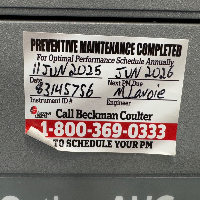 PREVENTIVE MAINTENANCE COMPLETED
For Optimal Performance Schedule Annually
11 JUN 2025 JUN 2026
Date Next PM Due
83145756 M Lavoie
Instrument ID # Engineer
Call Beckman Coulter
1-800-369-0333
TO SCHEDULE YOUR PM